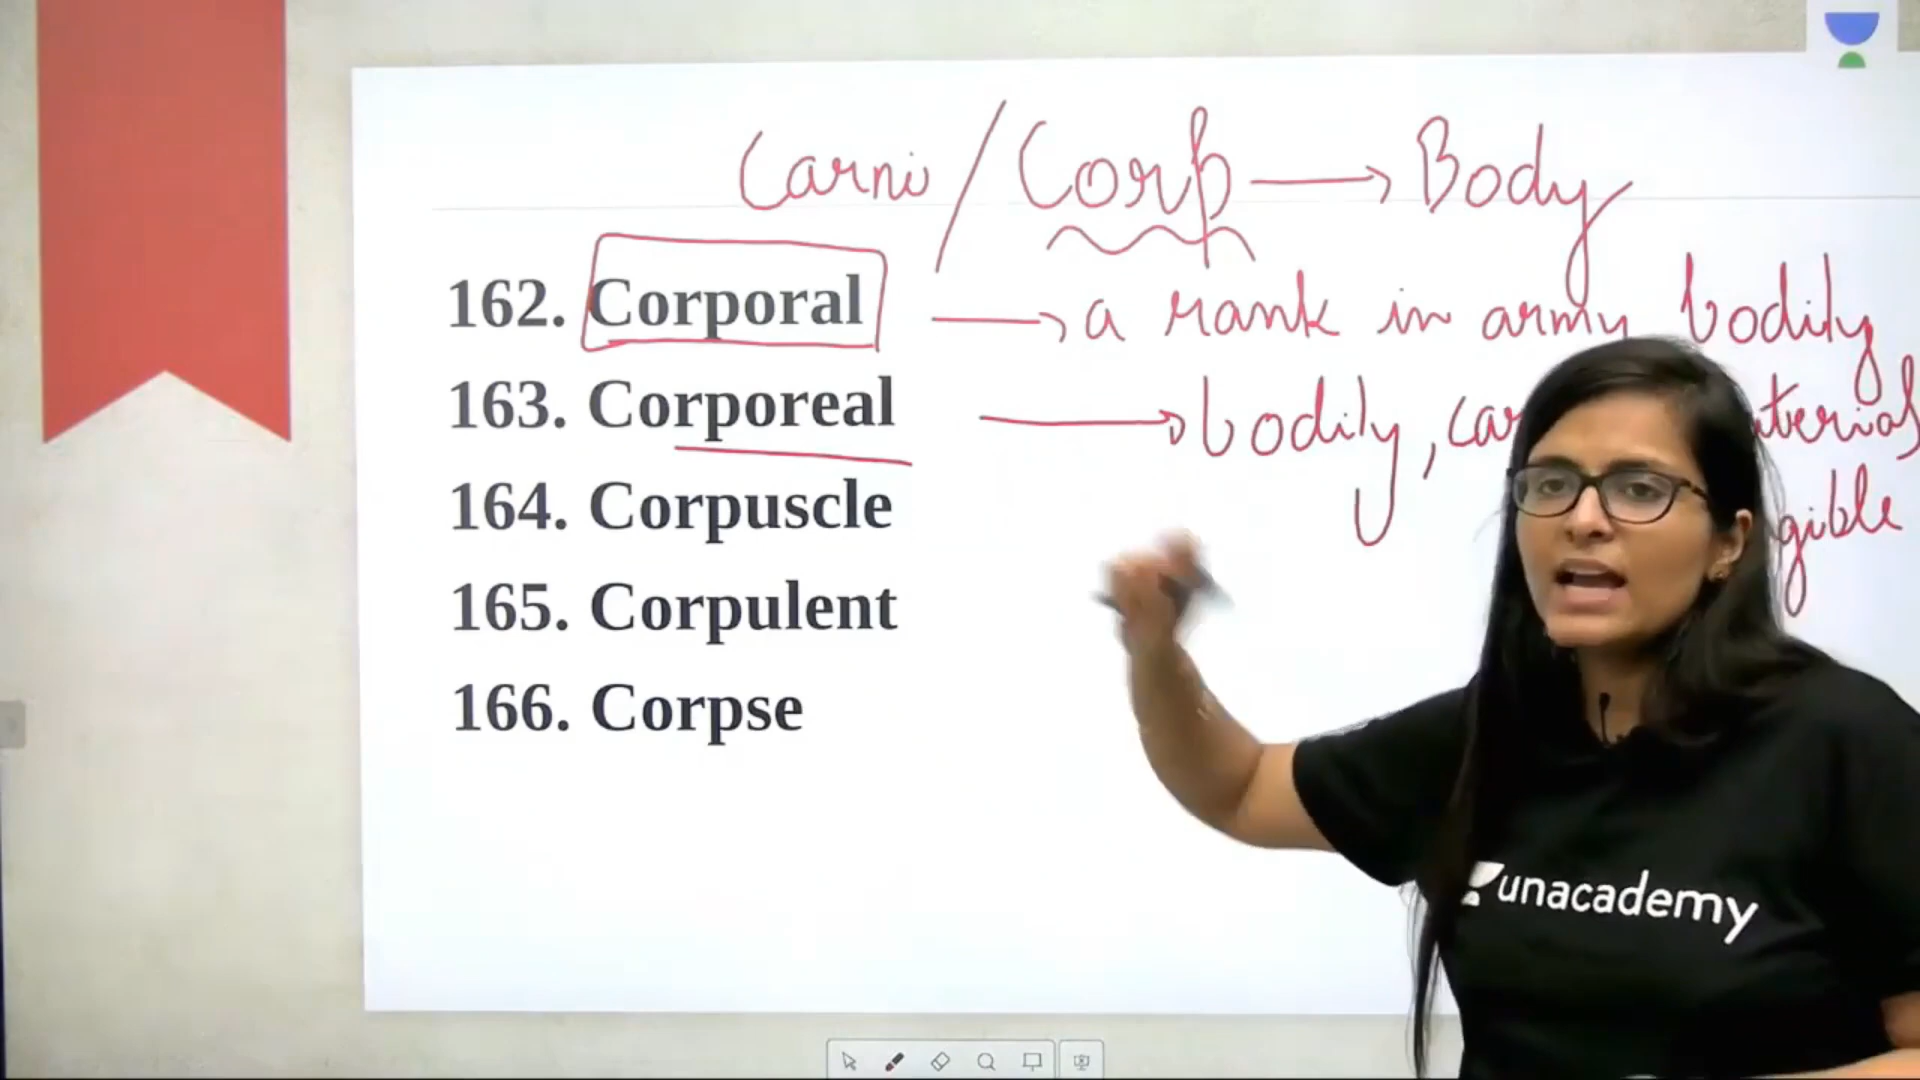 Carni / Corp → Body
162. Corporal → a rank in army, bodily
163. Corporeal → bodily,
164. Corpuscle
165. Corpulent
166. Corpse
unacademy